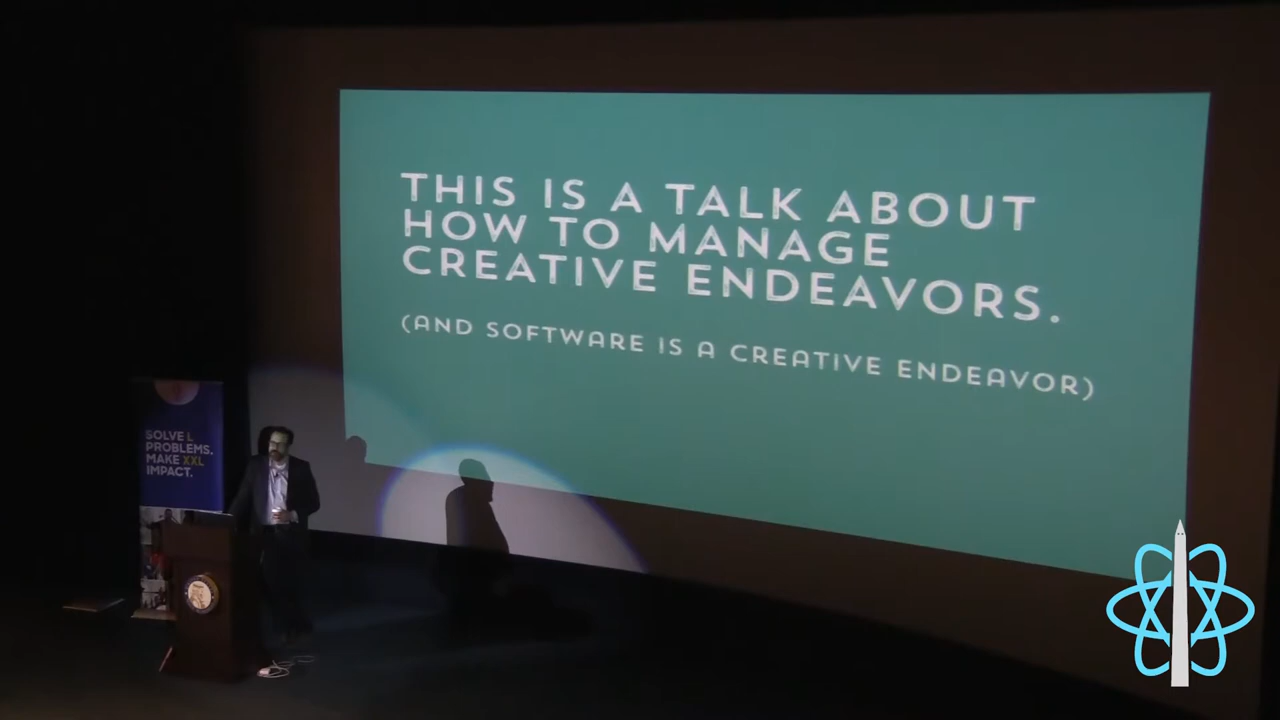 THIS IS A TALK ABOUT
HOW TO MANAGE
CREATIVE ENDEAVORS.
(AND SOFTWARE IS A CREATIVE ENDEAVOR)
SOLVE L
PROBLEMS.
MAKE XXL
IMPACT.